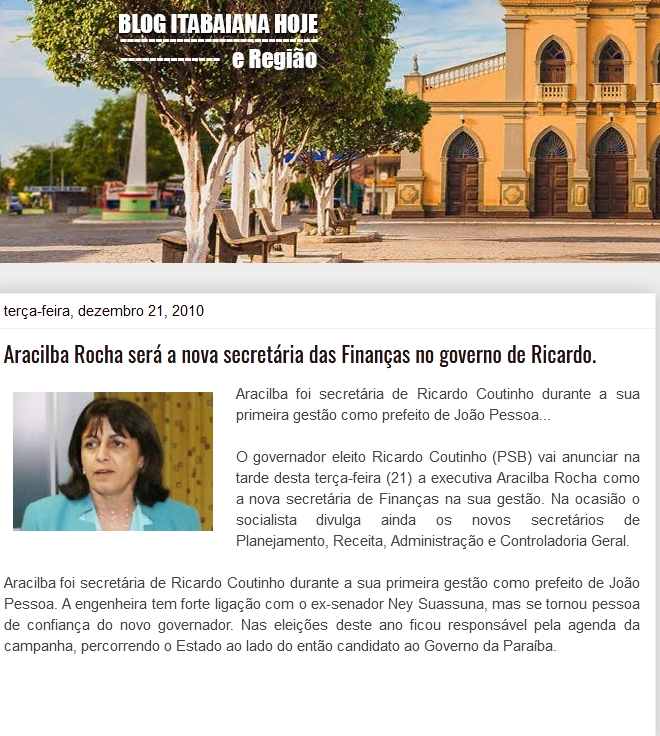 BLOG ITABAIANA HOJE
---------------------------
-------------- e Região
terça-feira, dezembro 21, 2010
Aracilba Rocha será a nova secretária das Finanças no governo de Ricardo.
Aracilba foi secretária de Ricardo Coutinho durante a sua
primeira gestão como prefeito de João Pessoa...
O governador eleito Ricardo Coutinho (PSB) vai anunciar na
tarde desta terça-feira (21) a executiva Aracilba Rocha como
a nova secretária de Finanças na sua gestão. Na ocasião o
socialista divulga ainda os novos secretários de
Planejamento, Receita, Administração e Controladoria Geral.
Aracilba foi secretária de Ricardo Coutinho durante a sua primeira gestão como prefeito de João
Pessoa. A engenheira tem forte ligação com o ex-senador Ney Suassuna, mas se tornou pessoa
de confiança do novo governador. Nas eleições deste ano ficou responsável pela agenda da
campanha, percorrendo o Estado ao lado do então candidato ao Governo da Paraíba.